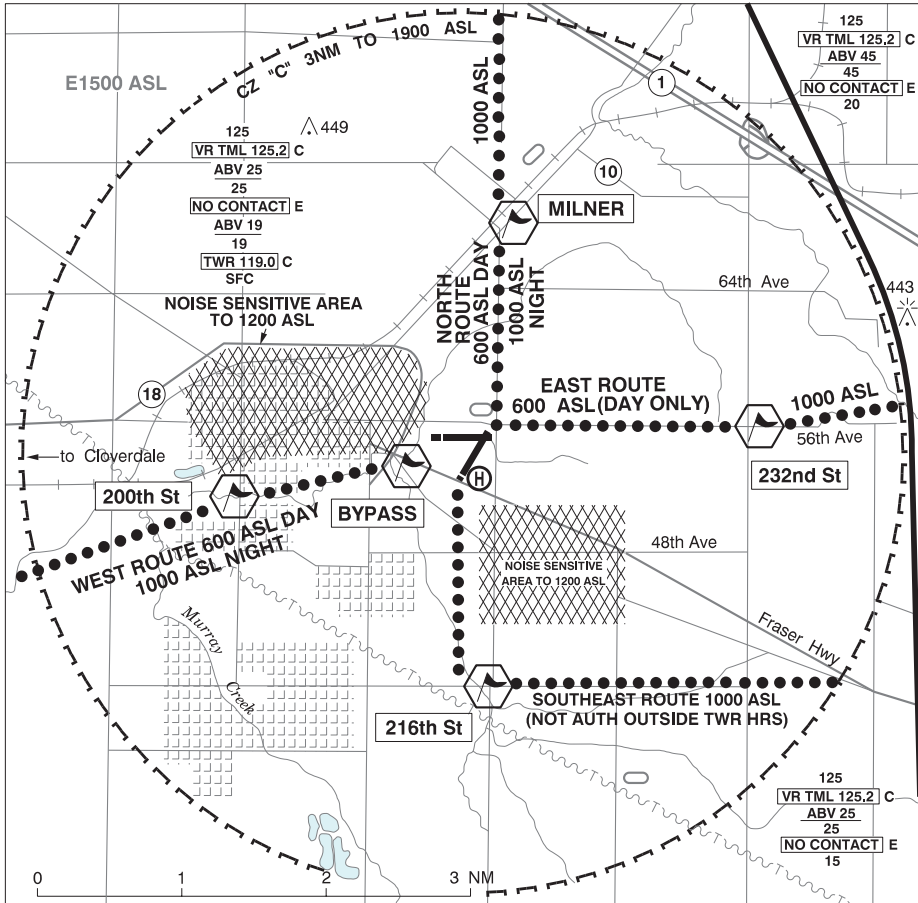 CZ "C" 3NM TO 1900 ASL
E1500 ASL
449
125
VR TML 125.2 C
ABV 25
25
NO CONTACT E
ABV 19
19
TWR 119.0 C
SFC
NOISE SENSITIVE AREA
TO 1200 ASL
1000 ASL
1
10
MILNER
125
VR TML 125.2 C
ABV 45
45
NO CONTACT E
20
NORTH
ROUTE
600 ASL DAY
1000 ASL
NIGHT
64th Ave
443
EAST ROUTE
600 ASL (DAY ONLY)
1000 ASL
56th Ave
232nd St
18
to Cloverdale
200th St
BYPASS
H
WEST ROUTE 600 ASL DAY
1000 ASL NIGHT
48th Ave
NOISE SENSITIVE
AREA TO 1200 ASL
Fraser Hwy
Murray
Creek
216th St
SOUTHEAST ROUTE 1000 ASL
(NOT AUTH OUTSIDE TWR HRS)
125
VR TML 125.2 C
ABV 25
25
NO CONTACT E
15
0 1 2 3 NM